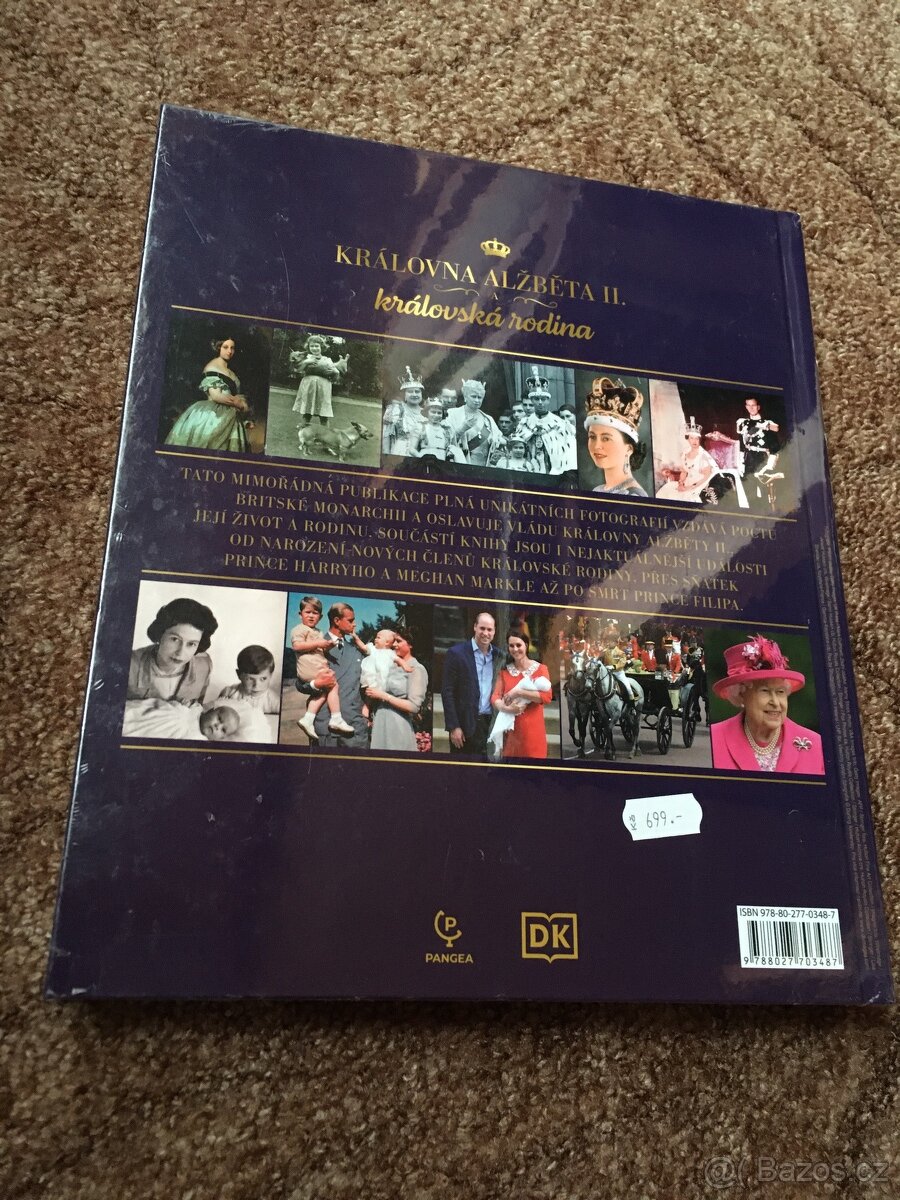 KRÁLOVNA ALŽBĚTA II.
A
královská rodina
TATO MIMOŘÁDNÁ PUBLIKACE PLNÁ UNIKÁTNÍCH FOTOGRAFIÍ VZDÁVÁ POCTU
BRITSKÉ MONARCHII A OSLAVUJE VLÁDU KRÁLOVNY ALŽBĚTY II.,
JEJÍ ŽIVOT A RODINU. SOUČÁSTÍ KNIHY JSOU I NEJAKTUÁLNĚJŠÍ UDÁLOSTI
OD NAROZENÍ NOVÝCH ČLENŮ KRÁLOVSKÉ RODINY, PŘES SŇATEK
PRINCE HARRYHO A MEGHAN MARKLE AŽ PO SMRT PRINCE FILIPA.
699.-
P
PANGEA
DK
ISBN 978-80-277-0348-7
9 788027 703487
@ Bazos.cz